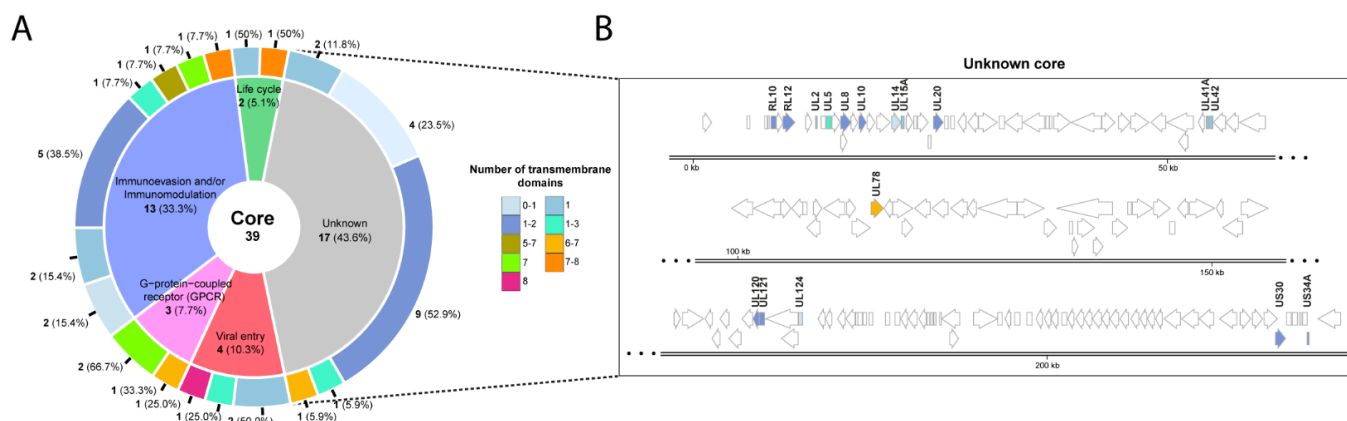 A
1 (7.7%)
1 (7.7%)
1 (7.7%)
1 (50%)
1 (50%)
2 (11.8%)
4 (23.5%)
9 (52.9%)
1 (5.9%)
1 (5.9%)
2 (50.0%)
1 (25.0%)
1 (25.0%)
1 (33.3%)
2 (66.7%)
2 (15.4%)
2 (15.4%)
5 (38.5%)
Life cycle
2 (5.1%)
Immunoevasion and/or
Immunomodulation
13 (33.3%)
Core
39
Unknown
17 (43.6%)
G-protein-coupled
receptor (GPCR)
3 (7.7%)
Viral entry
4 (10.3%)
Number of transmembrane
domains
0-1
1
1-2
1-3
5-7
6-7
7
7-8
8
B
Unknown core
RL10
RL12
UL2
UL5
UL8
UL10
UL14
UL15A
UL20
UL41A
UL42
0 kb
50 kb
UL78
100 kb
150 kb
UL120
UL121
UL124
US30
US34A
200 kb